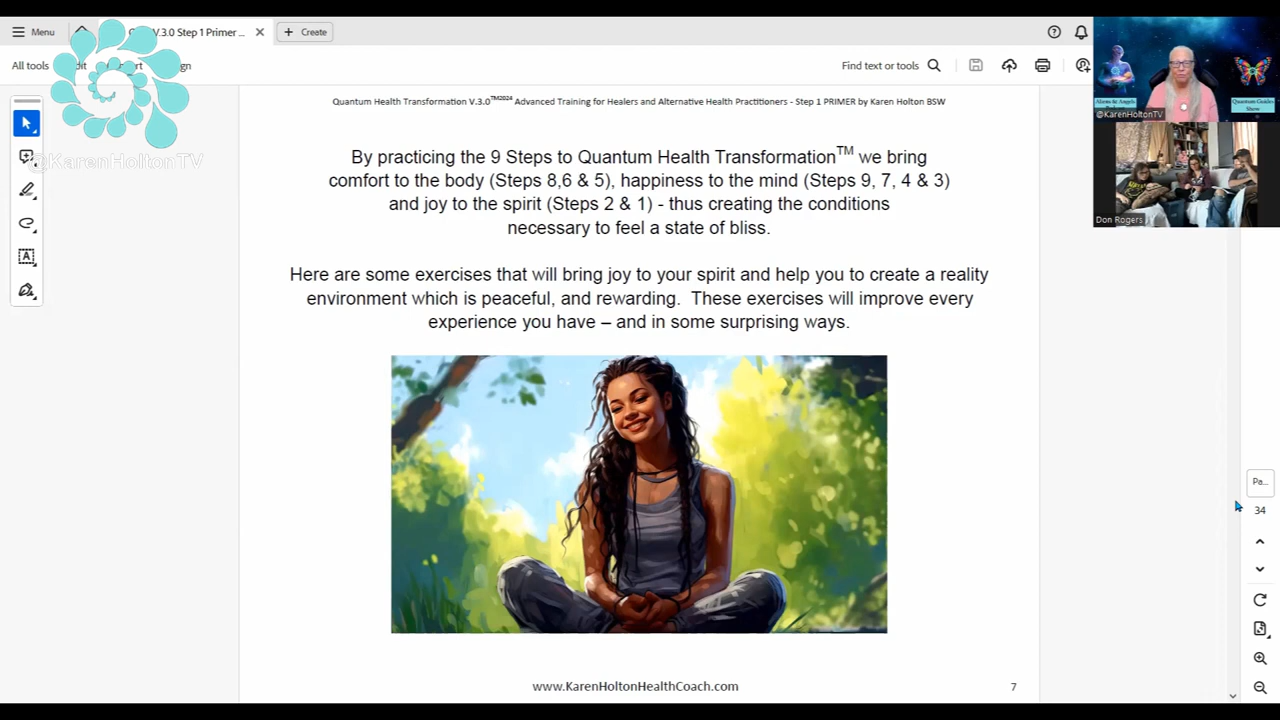 Menu
V.3.0 Step 1 Primer ...
Create
All tools
Find text or tools
@KarenHoltonTV
Aliens & Angels
Quantum Guides
Show
@KarenHoltonTV
Don Rogers
Quantum Health Transformation V.3.0™2024 Advanced Training for Healers and Alternative Health Practitioners - Step 1 PRIMER by Karen Holton BSW
By practicing the 9 Steps to Quantum Health Transformation™ we bring
comfort to the body (Steps 8,6 & 5), happiness to the mind (Steps 9, 7, 4 & 3)
and joy to the spirit (Steps 2 & 1) - thus creating the conditions
necessary to feel a state of bliss.
Here are some exercises that will bring joy to your spirit and help you to create a reality
environment which is peaceful, and rewarding. These exercises will improve every
experience you have – and in some surprising ways.
Pa...
34
www.KarenHoltonHealthCoach.com
7